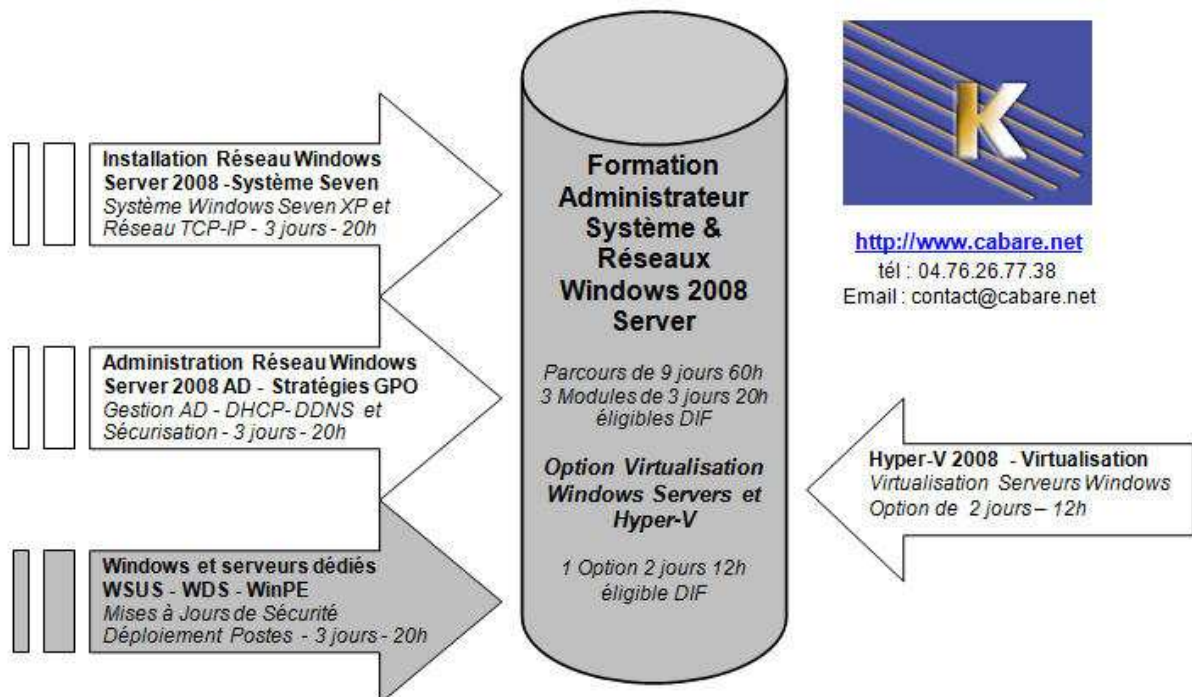 Installation Réseau Windows
Server 2008 -Système Seven
Système Windows Seven XP et
Réseau TCP-IP - 3 jours - 20h
Administration Réseau Windows
Server 2008 AD - Stratégies GPO
Gestion AD - DHCP- DDNS et
Sécurisation - 3 jours - 20h
Windows et serveurs dédiés
WSUS - WDS - WinPE
Mises à Jours de Sécurité
Déploiement Postes - 3 jours - 20h
Formation
Administrateur
Système &
Réseaux
Windows 2008
Server
Parcours de 9 jours 60h
3 Modules de 3 jours 20h
éligibles DIF
Option Virtualisation
Windows Servers et
Hyper-V
1 Option 2 jours 12h
éligible DIF
K
http://www.cabare.net
tél : 04.76.26.77.38
Email : contact@cabare.net
Hyper-V 2008 - Virtualisation
Virtualisation Serveurs Windows
Option de 2 jours – 12h